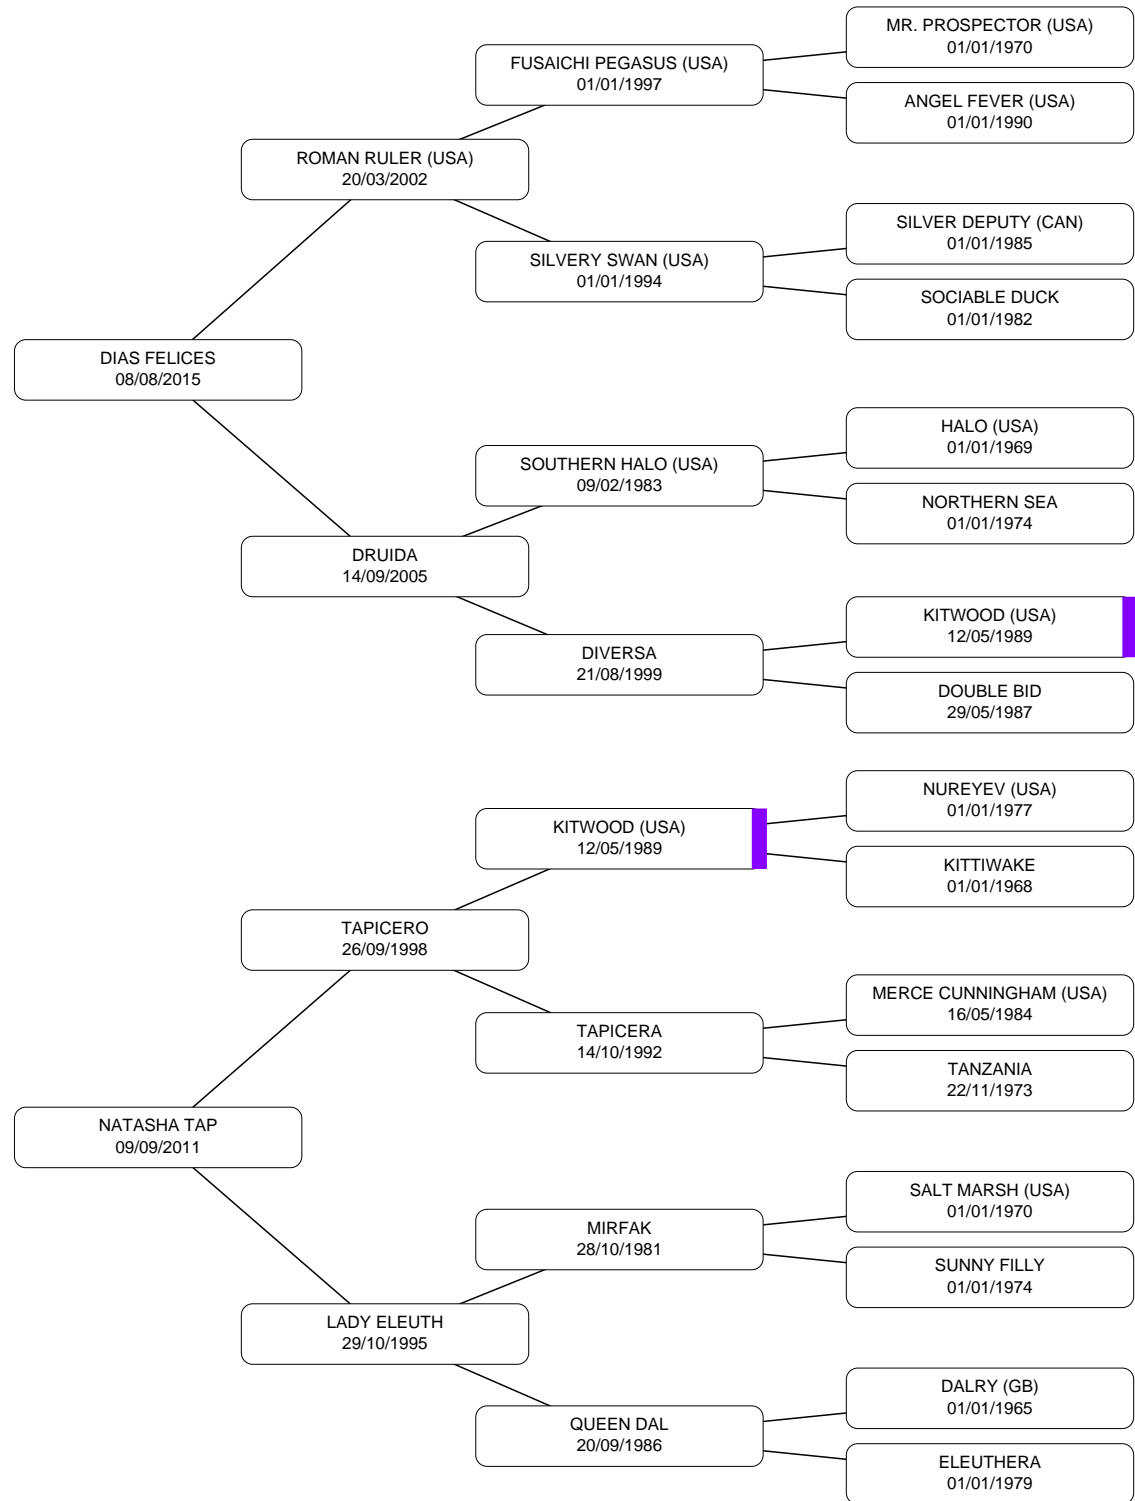 MR. PROSPECTOR (USA)
01/01/1970
FUSAICHI PEGASUS (USA)
01/01/1997
ANGEL FEVER (USA)
01/01/1990
ROMAN RULER (USA)
20/03/2002
SILVER DEPUTY (CAN)
01/01/1985
SILVERY SWAN (USA)
01/01/1994
SOCIABLE DUCK
01/01/1982
DIAS FELICES
08/08/2015
HALO (USA)
01/01/1969
SOUTHERN HALO (USA)
09/02/1983
NORTHERN SEA
01/01/1974
DRUIDA
14/09/2005
KITWOOD (USA)
12/05/1989
DIVERSA
21/08/1999
DOUBLE BID
29/05/1987
NUREYEV (USA)
01/01/1977
KITWOOD (USA)
12/05/1989
KITTIWAKE
01/01/1968
TAPICERO
26/09/1998
MERCE CUNNINGHAM (USA)
16/05/1984
TAPICERA
14/10/1992
TANZANIA
22/11/1973
NATASHA TAP
09/09/2011
SALT MARSH (USA)
01/01/1970
MIRFAK
28/10/1981
SUNNY FILLY
01/01/1974
LADY ELEUTH
29/10/1995
DALRY (GB)
01/01/1965
QUEEN DAL
20/09/1986
ELEUTHERA
01/01/1979